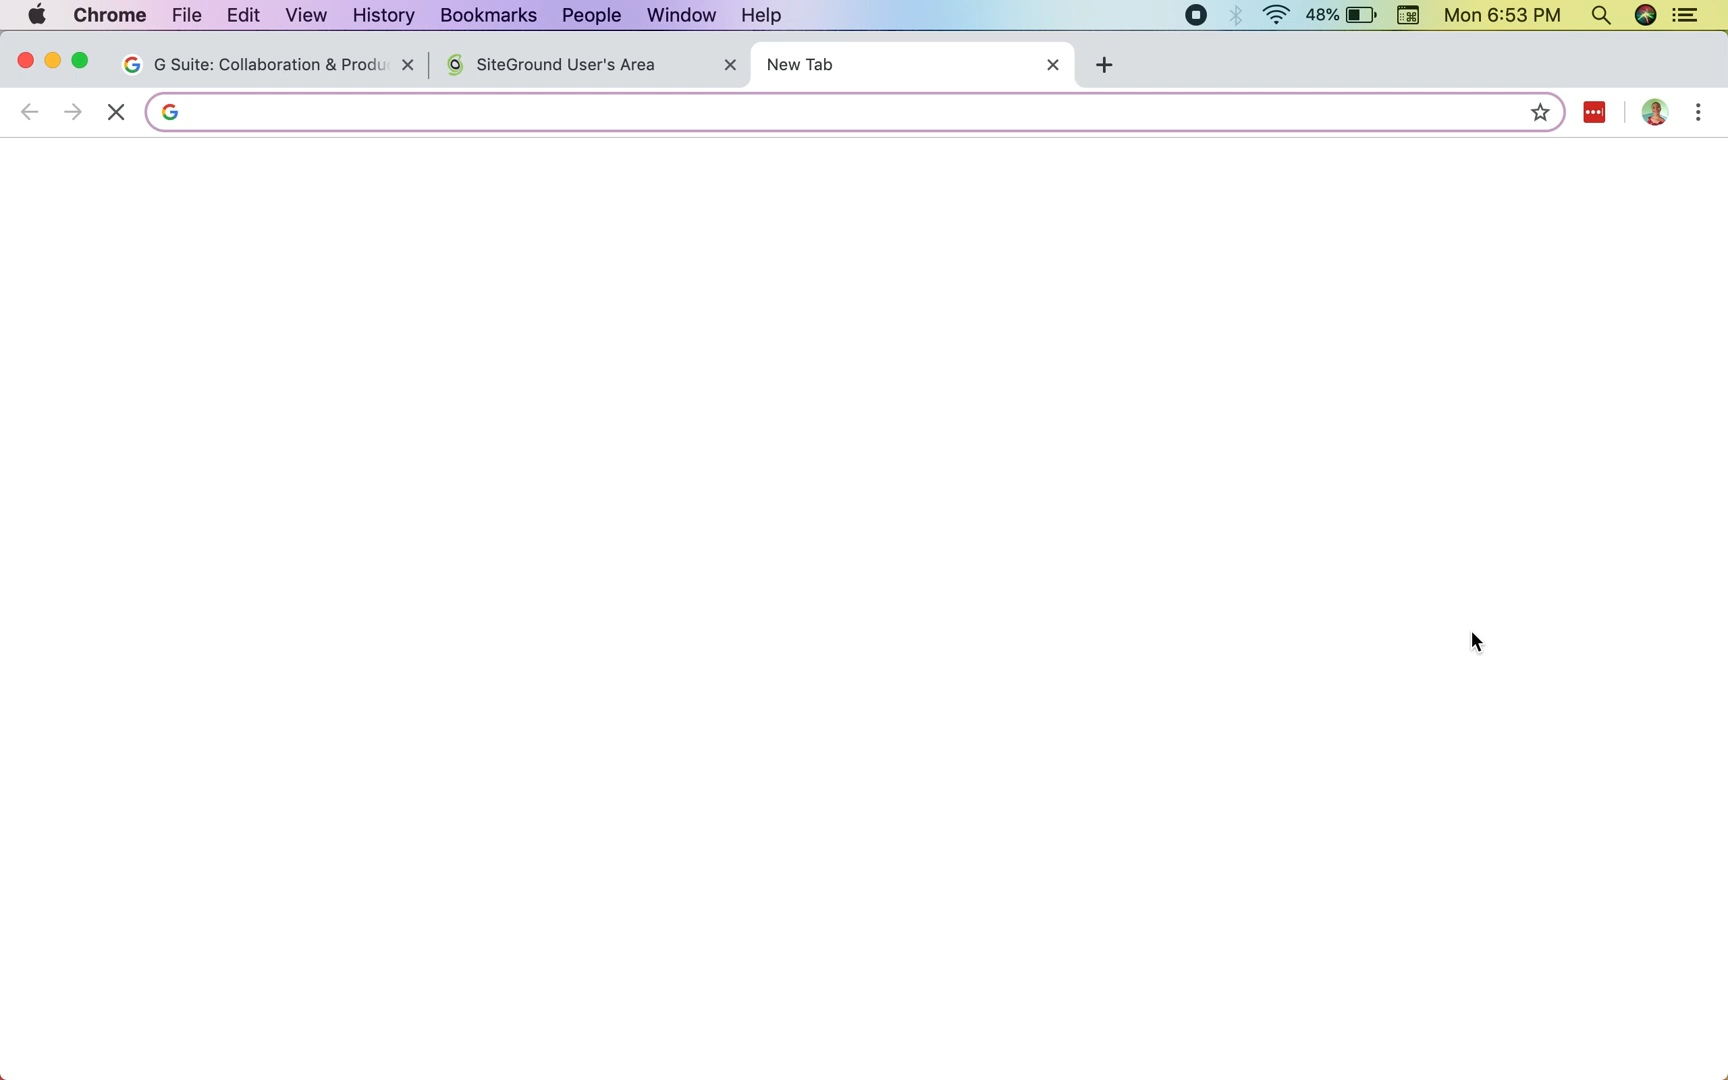 Chrome File Edit View History Bookmarks People Window Help 48% Mon 6:53 PM
G Suite: Collaboration & Produ SiteGround User's Area New Tab